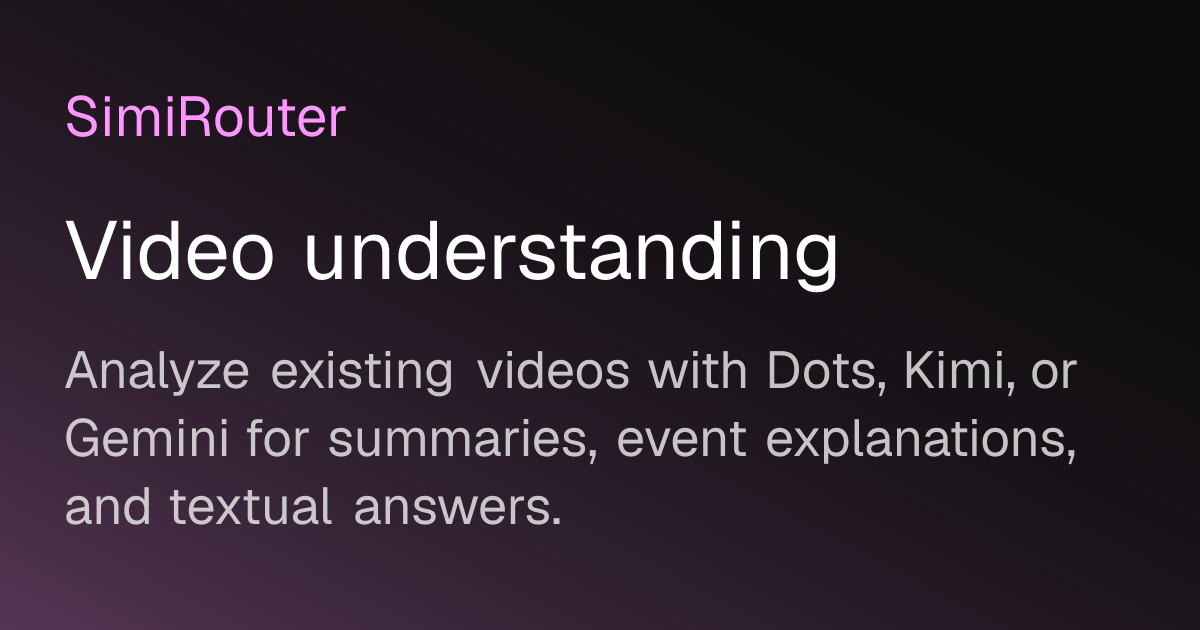 SimiRouter
Video understanding
Analyze existing videos with Dots, Kimi, or
Gemini for summaries, event explanations,
and textual answers.